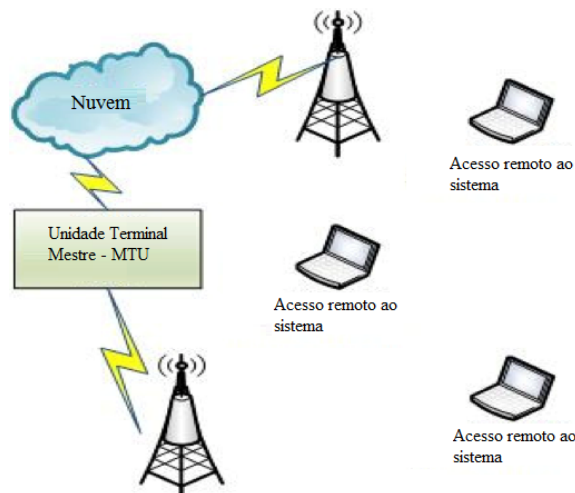 Nuvem
Acesso remoto ao
sistema
Unidade Terminal
Mestre - MTU
Acesso remoto ao
sistema
Acesso remoto ao
sistema